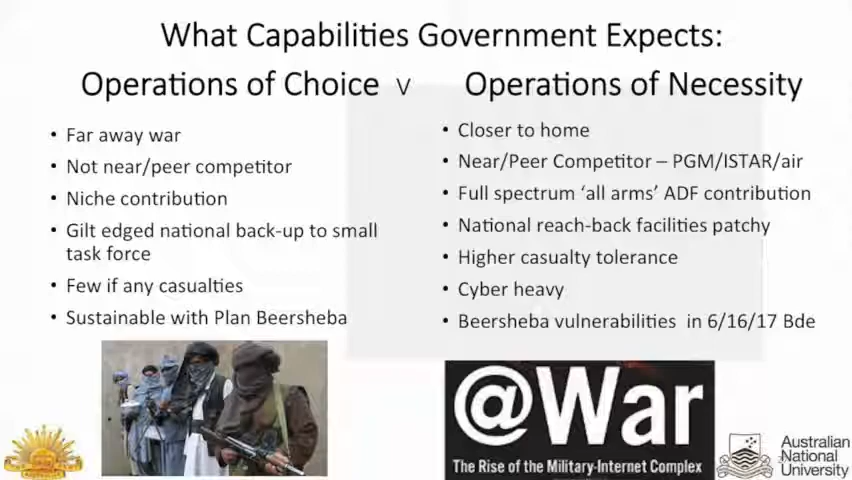 What Capabilities Government Expects:
Operations of Choice v Operations of Necessity
• Far away war
• Not near/peer competitor
• Niche contribution
• Gilt edged national back-up to small
task force
• Few if any casualties
• Sustainable with Plan Beersheba
• Closer to home
• Near/Peer Competitor – PGM/ISTAR/air
• Full spectrum ‘all arms’ ADF contribution
• National reach-back facilities patchy
• Higher casualty tolerance
• Cyber heavy
• Beersheba vulnerabilities in 6/16/17 Bde
@War
The Rise of the Military-Internet Complex
Australian
National
University